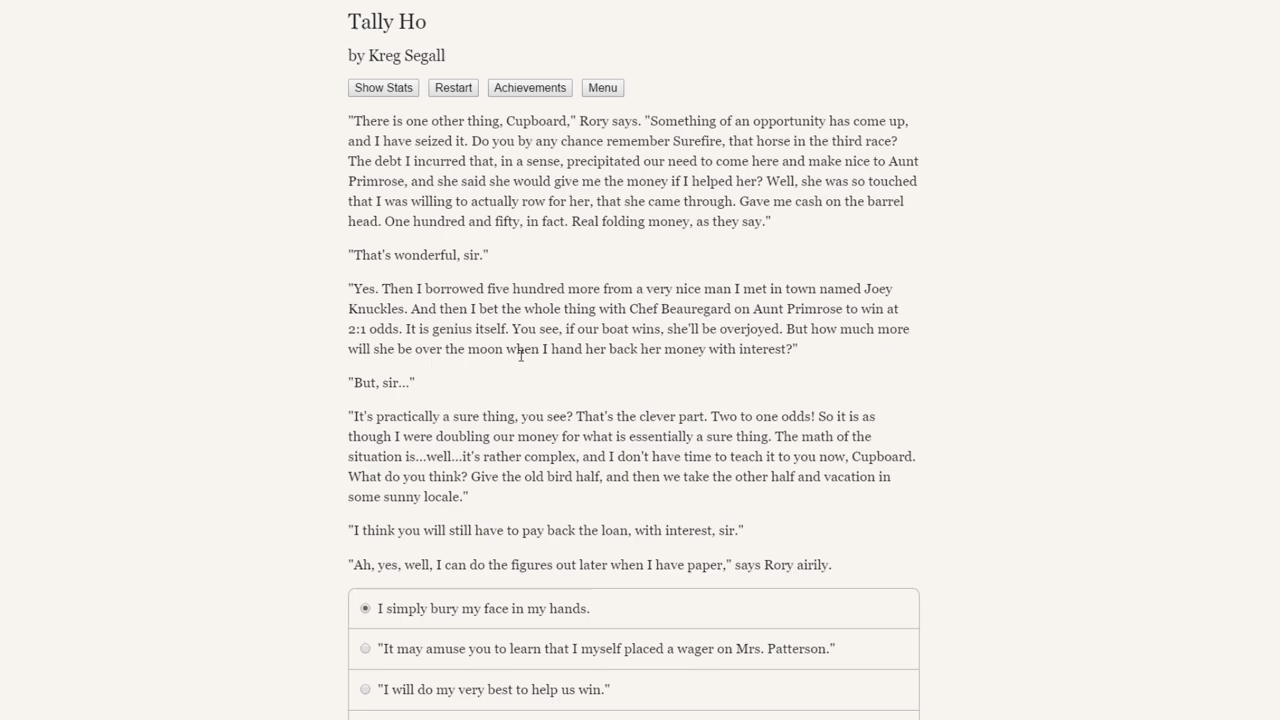 Tally Ho
by Kreg Segall
Show Stats Restart Achievements Menu
"There is one other thing, Cupboard," Rory says. "Something of an opportunity has come up,
and I have seized it. Do you by any chance remember Surefire, that horse in the third race?
The debt I incurred that, in a sense, precipitated our need to come here and make nice to Aunt
Primrose, and she said she would give me the money if I helped her? Well, she was so touched
that I was willing to actually row for her, that she came through. Gave me cash on the barrel
head. One hundred and fifty, in fact. Real folding money, as they say."
"That's wonderful, sir."
"Yes. Then I borrowed five hundred more from a very nice man I met in town named Joey
Knuckles. And then I bet the whole thing with Chef Beauregard on Aunt Primrose to win at
2:1 odds. It is genius itself. You see, if our boat wins, she'll be overjoyed. But how much more
will she be over the moon when I hand her back her money with interest?"
"But, sir…"
"It's practically a sure thing, you see? That's the clever part. Two to one odds! So it is as
though I were doubling our money for what is essentially a sure thing. The math of the
situation is…well…it's rather complex, and I don't have time to teach it to you now, Cupboard.
What do you think? Give the old bird half, and then we take the other half and vacation in
some sunny locale."
"I think you will still have to pay back the loan, with interest, sir."
"Ah, yes, well, I can do the figures out later when I have paper," says Rory airily.
I simply bury my face in my hands.
"It may amuse you to learn that I myself placed a wager on Mrs. Patterson."
"I will do my very best to help us win."